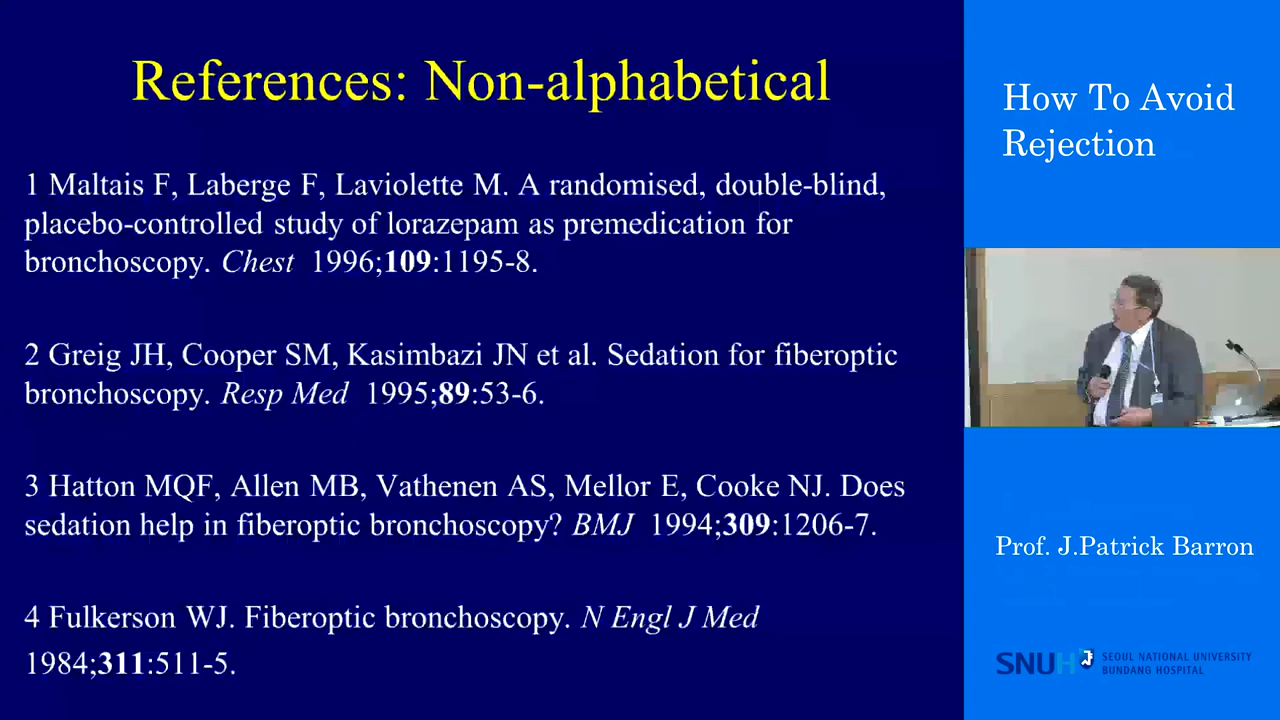 References: Non-alphabetical
1 Maltais F, Laberge F, Laviolette M. A randomised, double-blind,
placebo-controlled study of lorazepam as premedication for
bronchoscopy. Chest 1996;109:1195-8.
2 Greig JH, Cooper SM, Kasimbazi JN et al. Sedation for fiberoptic
bronchoscopy. Resp Med 1995;89:53-6.
3 Hatton MQF, Allen MB, Vathenen AS, Mellor E, Cooke NJ. Does
sedation help in fiberoptic bronchoscopy? BMJ 1994;309:1206-7.
4 Fulkerson WJ. Fiberoptic bronchoscopy. N Engl J Med
1984;311:511-5.
How To Avoid
Rejection
Prof. J.Patrick Barron
SNUH
SEOUL NATIONAL UNIVERSITY
BUNDANG HOSPITAL